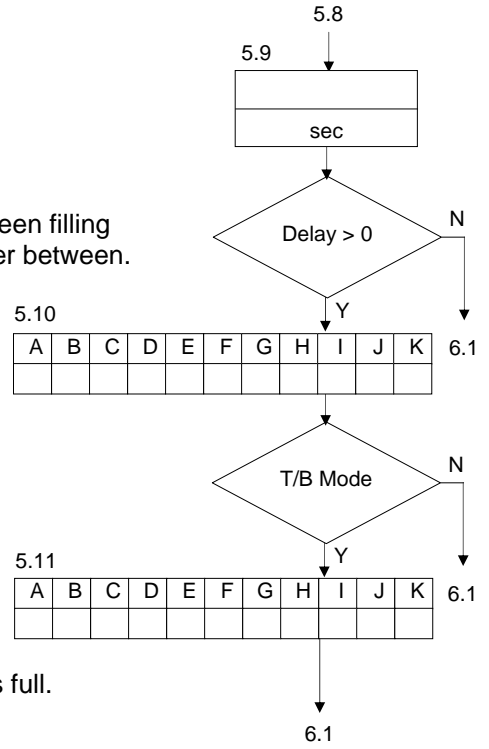 5.8
5.9
sec
een filling
er between.
Delay > 0
N
Y
5.10
6.1
A B C D E F G H I J K
T/B Mode
N
Y
5.11
6.1
A B C D E F G H I J K
s full.
6.1